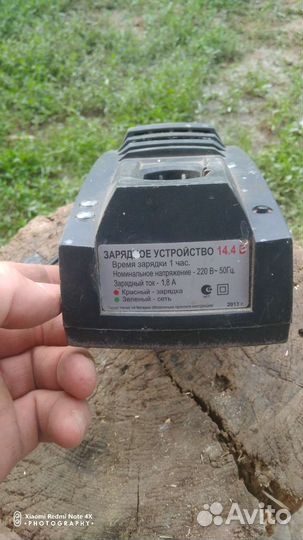 ЗАРЯДНОЕ УСТРОЙСТВО 14.4 В
Время зарядки 1 час.
Номинальное напряжение - 220 В~ 50Гц.
Зарядный ток - 1,8 А
Красный - зарядка
Зеленый - сеть
2013 г.
Xiaomi Redmi Note 4X
PHOTOGRAPHY
Avito